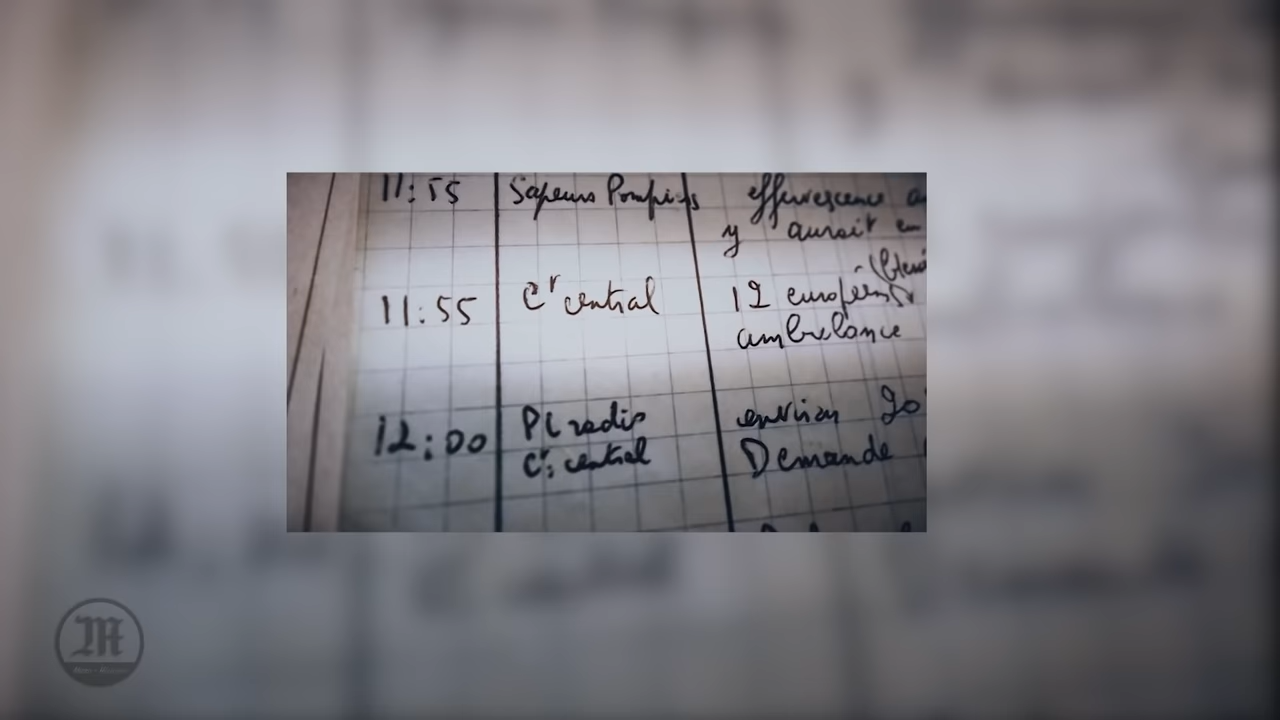 11:55 Sapeurs Pompiers effervescence
y aurait
11:55 Cr central 12 européens
ambulance
12:00 PC radio environ 20
Cr: central Demande
M